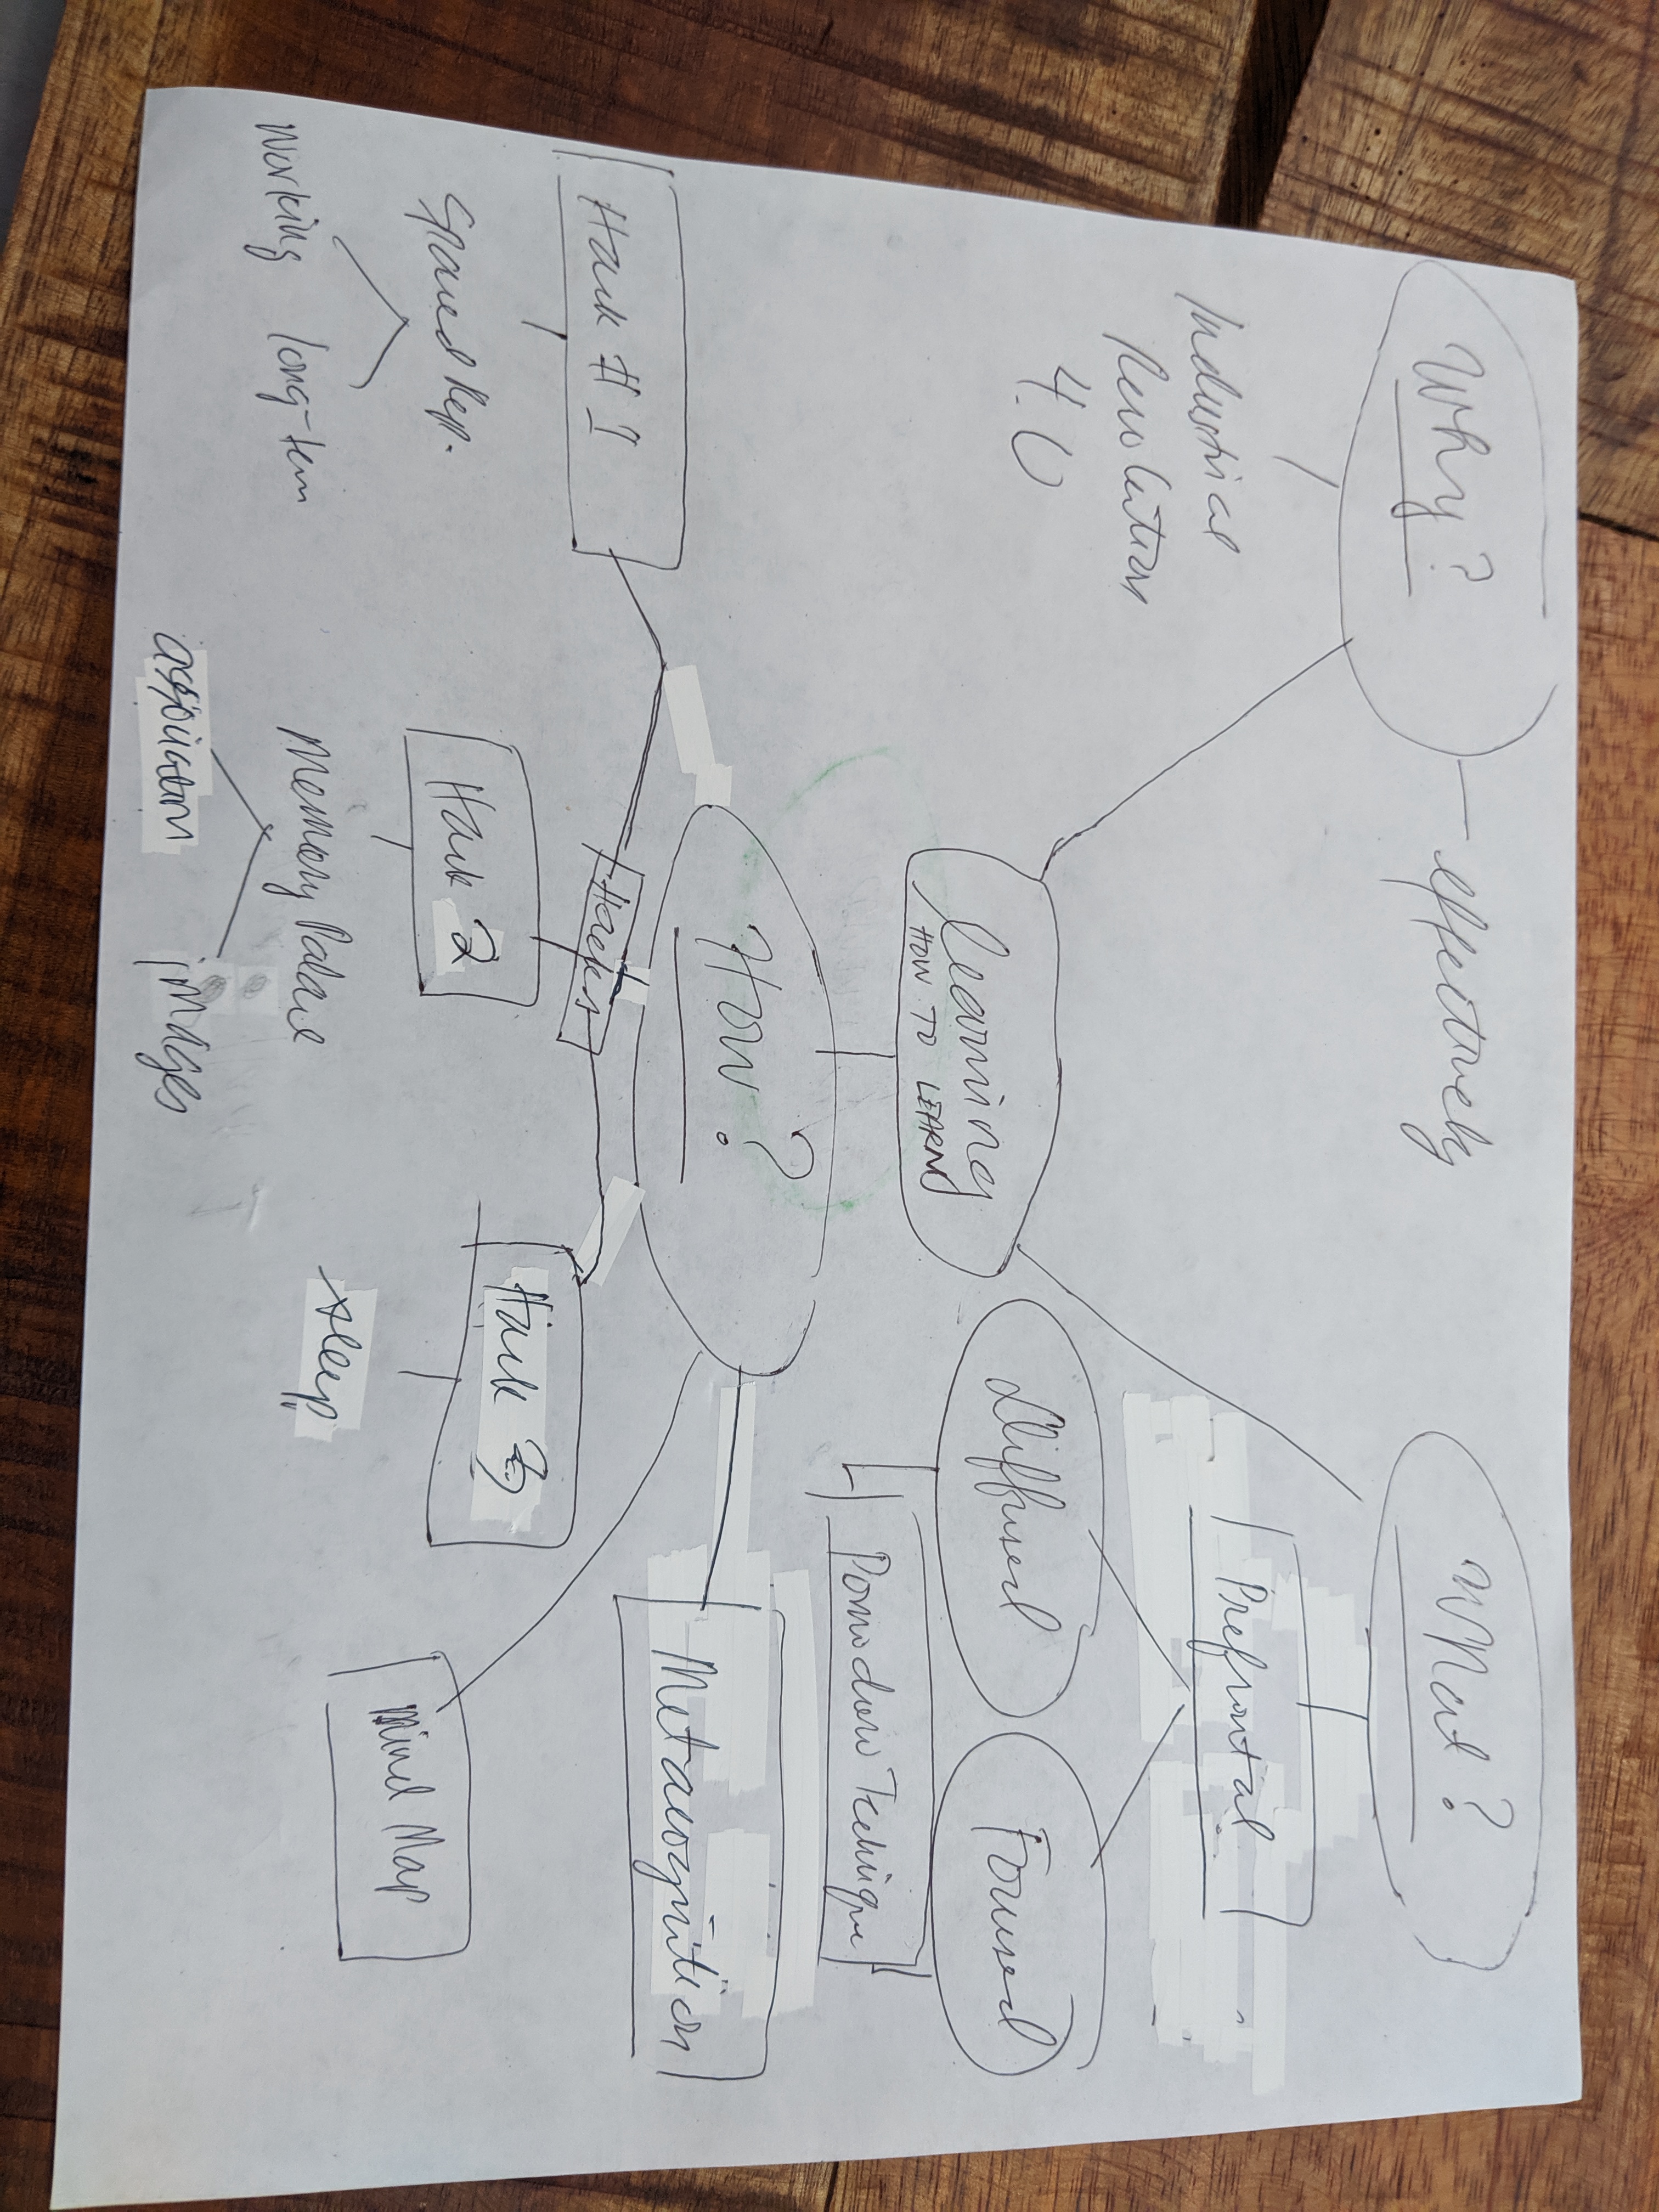 Why?
effectively
What?
Industrial
Revolution
4.0
Prefrontal
Learning
HOW TO LEARN
diffused
Focused
How?
Pomodoro Technique
Hacks
Metacognition
Hack #1
Spaced Rep.
Working long-term
Hack 2
Memory Palace
association images
Hack 3
sleep
Mind Map